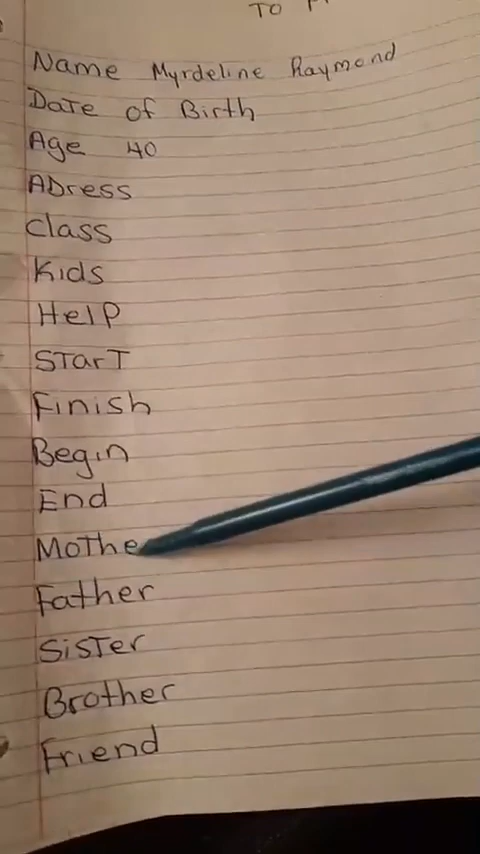 TO
Name Myrdeline Raymond
Date of Birth
Age 40
ADress
Class
Kids
Help
START
Finish
Begin
End
Mothe
Father
Sister
Brother
Friend